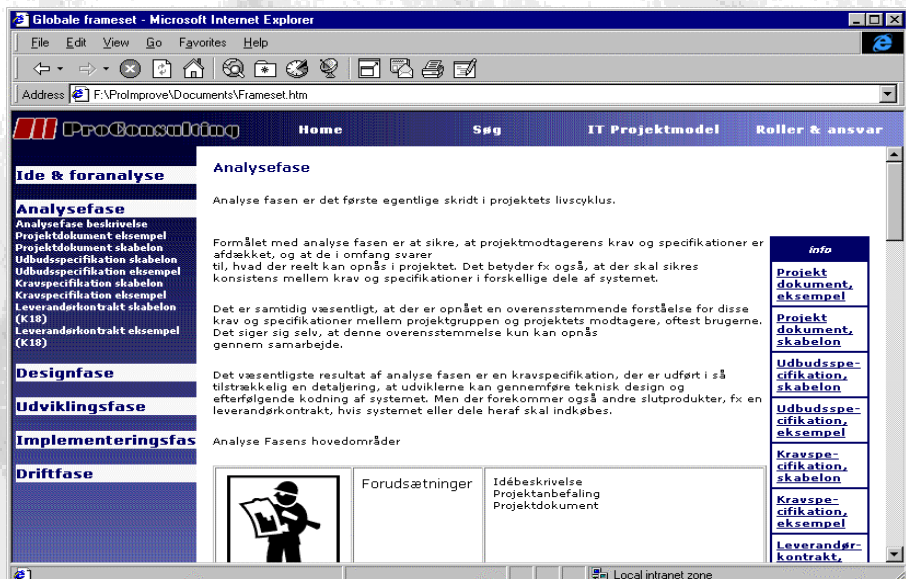 Globale frameset - Microsoft Internet Explorer
File Edit View Go Favorites Help
Address F:\ProImprove\Documents\Frameset.htm
ProConsulting Home Søg IT Projektmodel Roller & ansvar
Ide & foranalyse
Analysefase
Analysefase beskrivelse
Projektdokument eksempel
Projektdokument skabelon
Udbudsspecifikation skabelon
Udbudsspecifikation eksempel
Kravspecifikation skabelon
Kravspecifikation eksempel
Leverandørkontrakt skabelon
(K18)
Leverandørkontrakt eksempel
(K18)
Designfase
Udviklingsfase
Implementeringsfas
Driftfase
Analysefase
Analyse fasen er det første egentlige skridt i projektets livscyklus.
Formålet med analyse fasen er at sikre, at projektmodtagerens krav og specifikationer er
afdækket, og at de i omfang svarer
til, hvad der reelt kan opnås i projektet. Det betyder fx også, at der skal sikres
konsistens mellem krav og specifikationer i forskellige dele af systemet.
Det er samtidig væsentligt, at der er opnået en overensstemmende forståelse for disse
krav og specifikationer mellem projektgruppen og projektets modtagere, oftest brugerne.
Det siger sig selv, at denne overensstemmelse kun kan opnås
gennem samarbejde.
Det væsentligste resultat af analyse fasen er en kravspecifikation, der er udført i så
tilstrækkelig en detaljering, at udviklerne kan gennemføre teknisk design og
efterfølgende kodning af systemet. Men der forekommer også andre slutprodukter, fx en
leverandørkontrakt, hvis systemet eller dele heraf skal indkøbes.
Analyse Fasens hovedområder
Forudsætninger
Idébeskrivelse
Projektanbefaling
Projektdokument
info
Projekt
dokument,
eksempel
Projekt
dokument,
skabelon
Udbudsspe-
cifikation,
skabelon
Udbudsspe-
cifikation,
eksempel
Kravspe-
cifikation,
skabelon
Kravspe-
cifikation,
eksempel
Leverandør-
kontrakt,
Local intranet zone